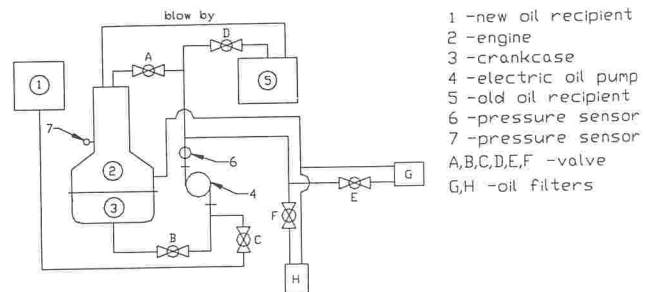 blow by
D
A
1
5
7
2
6
4
G
3
E
F
B
C
H
1 -new oil recipient
2 -engine
3 -crankcase
4 -electric oil pump
5 -old oil recipient
6 -pressure sensor
7 -pressure sensor
A,B,C,D,E,F -valve
G,H -oil filters